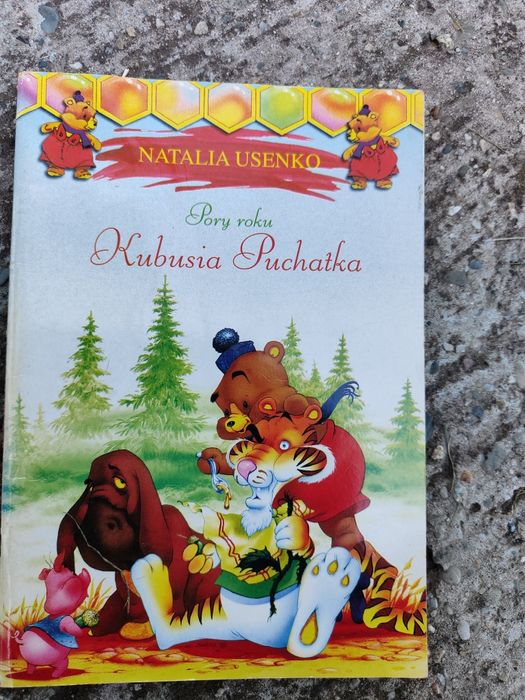 NATALIA USENKO
Pory roku
Kubusia Puchatka